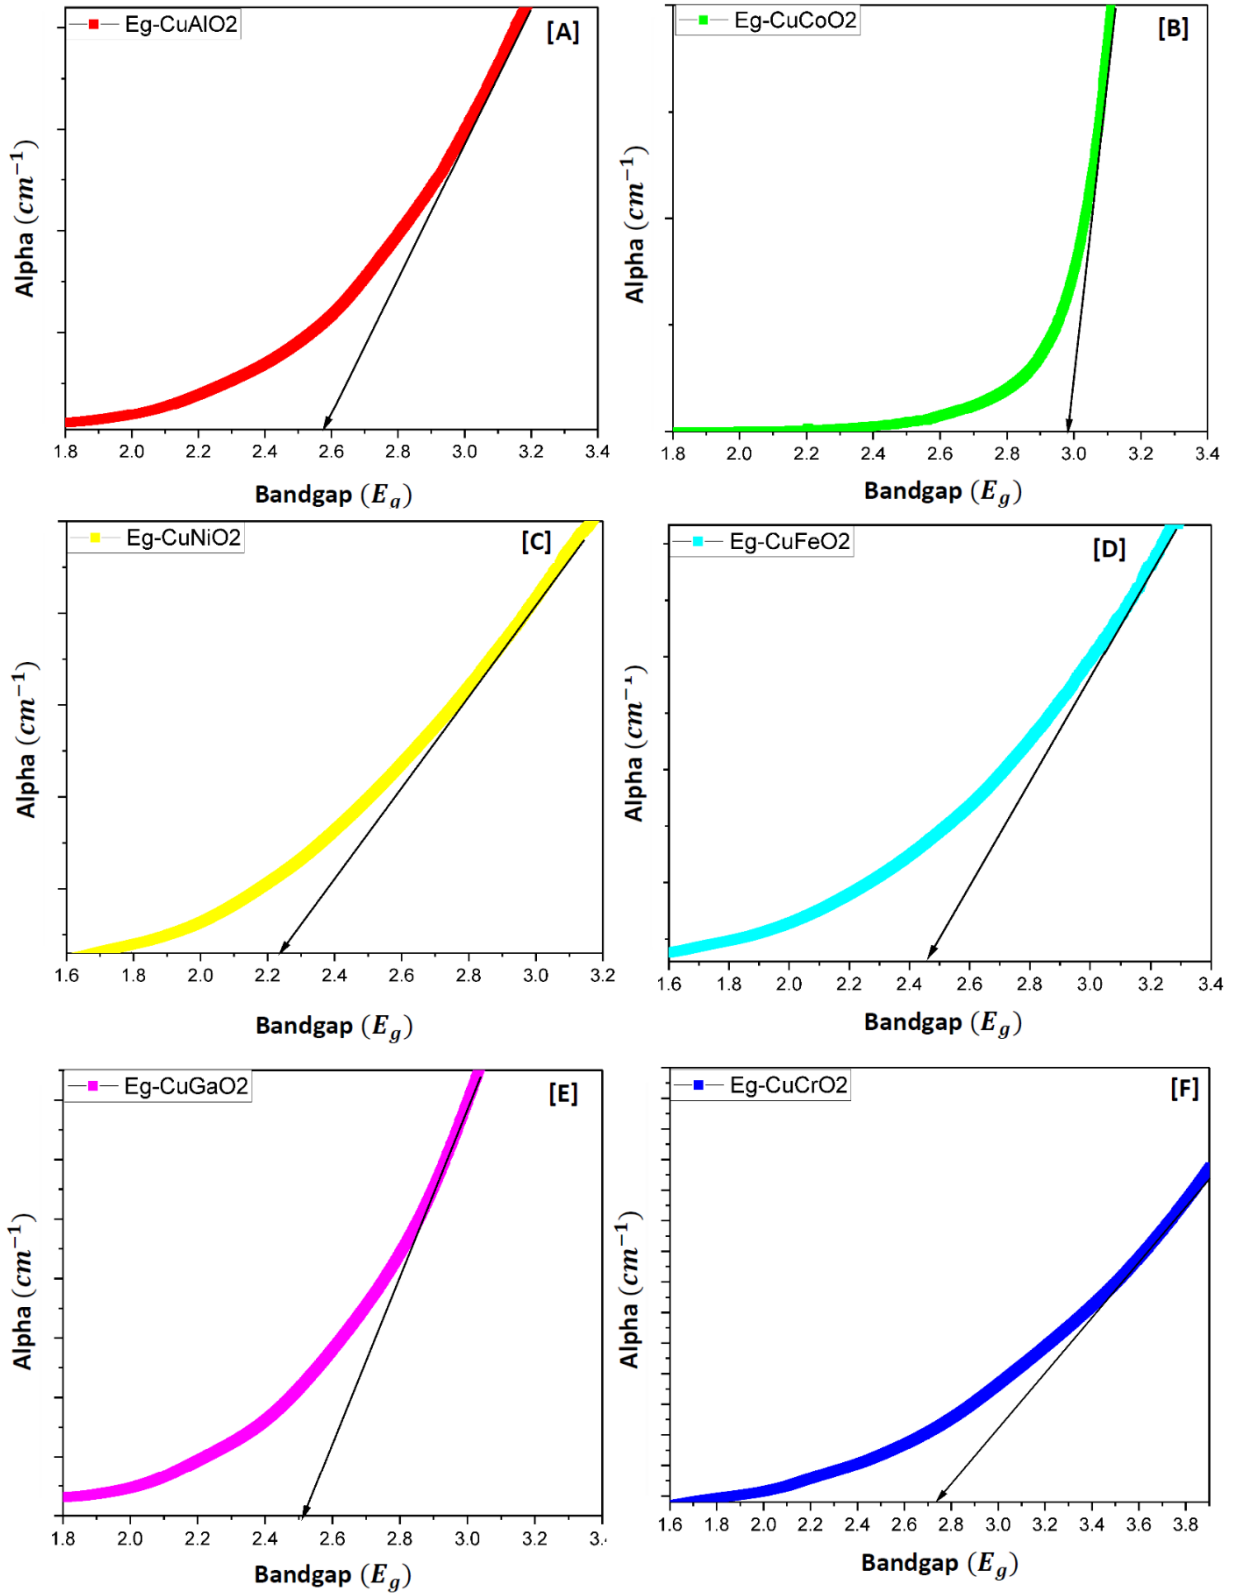 Eg-CuAlO2
[A]
Alpha (cm⁻¹)
1.8 2.0 2.2 2.4 2.6 2.8 3.0 3.2 3.4
Bandgap (E_g)
Eg-CuCoO2
[B]
Alpha (cm⁻¹)
1.8 2.0 2.2 2.4 2.6 2.8 3.0 3.2 3.4
Bandgap (E_g)
Eg-CuNiO2
[C]
Alpha (cm⁻¹)
1.6 1.8 2.0 2.2 2.4 2.6 2.8 3.0 3.2
Bandgap (E_g)
Eg-CuFeO2
[D]
Alpha (cm⁻¹)
1.6 1.8 2.0 2.2 2.4 2.6 2.8 3.0 3.2 3.4
Bandgap (E_g)
Eg-CuGaO2
[E]
Alpha (cm⁻¹)
1.8 2.0 2.2 2.4 2.6 2.8 3.0 3.2 3.
Bandgap (E_g)
Eg-CuCrO2
[F]
Alpha (cm⁻¹)
1.6 1.8 2.0 2.2 2.4 2.6 2.8 3.0 3.2 3.4 3.6 3.8
Bandgap (E_g)